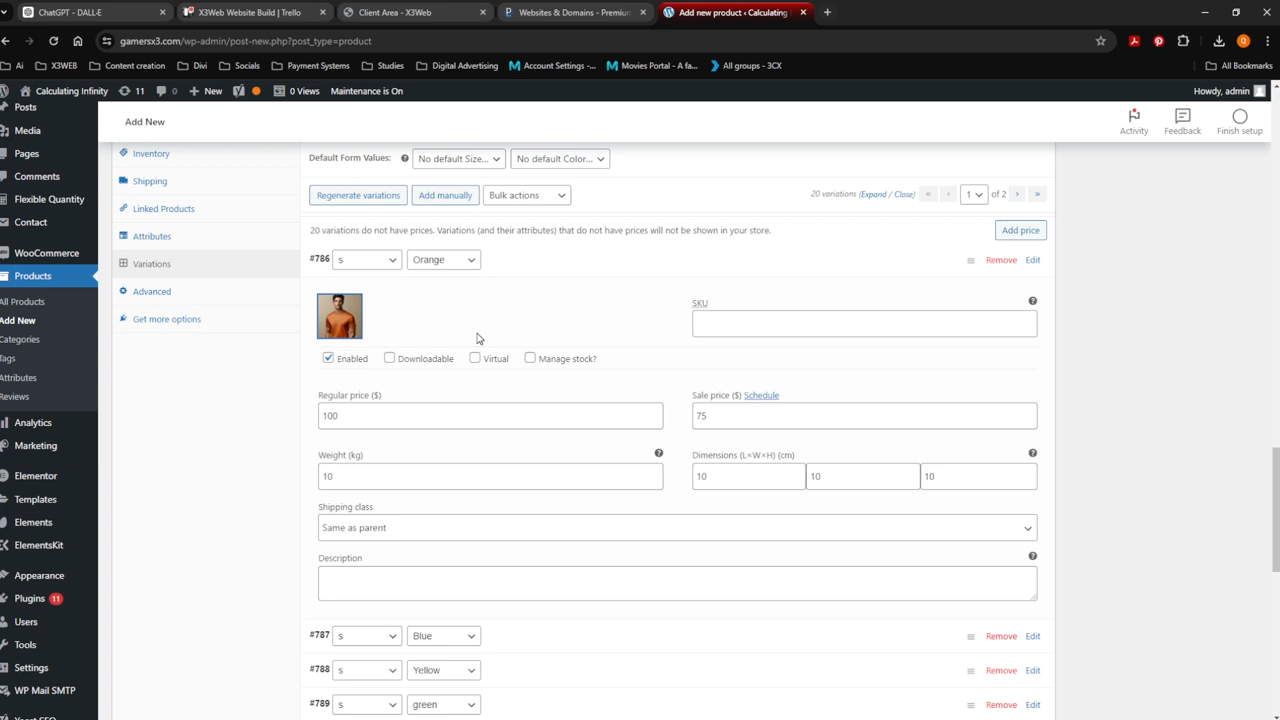 ChatGPT - DALL-E
X3Web Website Build | Trello
Client Area - X3Web
Websites & Domains - Premium
Add new product ‹ Calculating
gamersx3.com/wp-admin/post-new.php?post_type=product
Ai
X3WEB
Content creation
Divi
Socials
Payment Systems
Studies
Digital Advertising
Account Settings -...
Movies Portal - A fa...
All groups - 3CX
All Bookmarks
Calculating Infinity
11
0
+ New
0 Views
Maintenance is On
Howdy, admin
Posts
Media
Pages
Comments
Flexible Quantity
Contact
WooCommerce
Products
All Products
Add New
Categories
Tags
Attributes
Reviews
Analytics
Marketing
Elementor
Templates
Elements
ElementsKit
Appearance
Plugins 11
Users
Tools
Settings
WP Mail SMTP
Yoast SEO
Add New
Activity
Feedback
Finish setup
Inventory
Shipping
Linked Products
Attributes
Variations
Advanced
Get more options
Default Form Values: ? No default Size... No default Color...
Regenerate variations Add manually Bulk actions 20 variations (Expand / Close) « ‹ 1 of 2 › »
20 variations do not have prices. Variations (and their attributes) that do not have prices will not be shown in your store. Add price
#786 s Orange Remove Edit
SKU ?
Enabled Downloadable Virtual Manage stock?
Regular price ($) Sale price ($) Schedule
100 75
Weight (kg) ? Dimensions (L×W×H) (cm) ?
10 10 10 10
Shipping class
Same as parent
Description ?
#787 s Blue Remove Edit
#788 s Yellow Remove Edit
#789 s green Remove Edit